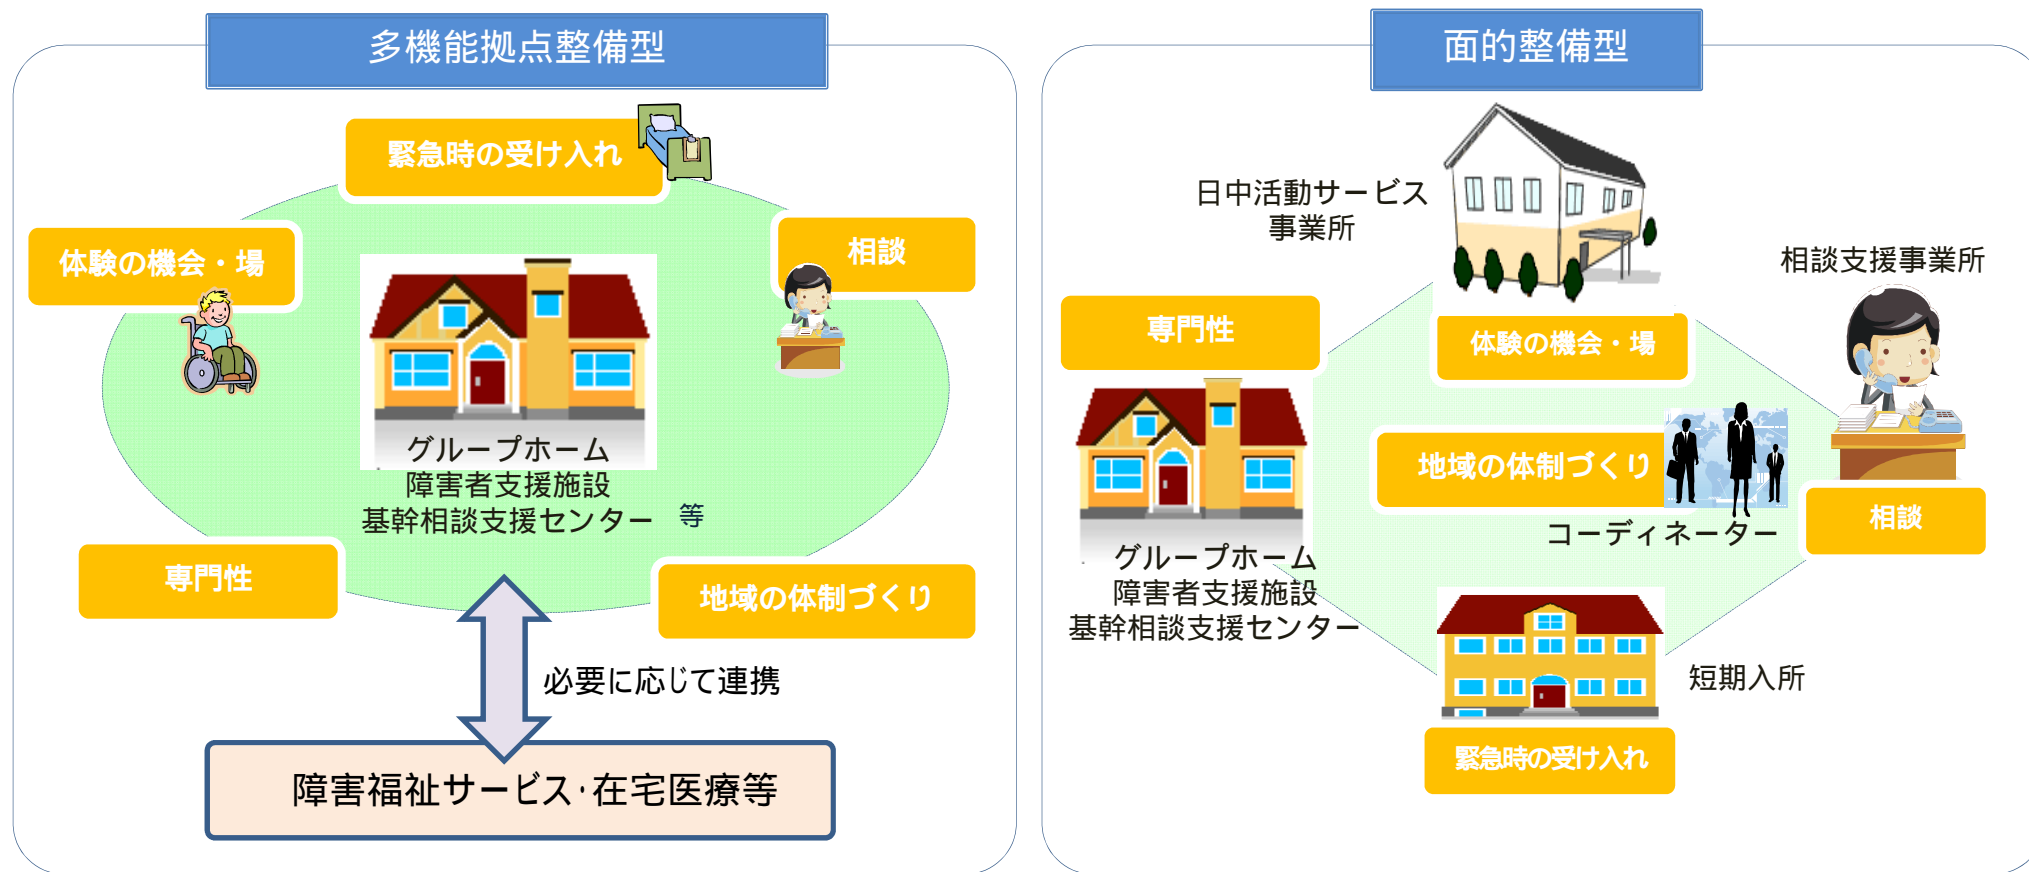 多機能拠点整備型
緊急時の受け入れ
体験の機会・場
相談
グループホーム
障害者支援施設
基幹相談支援センター 等
専門性
地域の体制づくり
必要に応じて連携
障害福祉サービス・在宅医療等
面的整備型
日中活動サービス
事業所
相談支援事業所
専門性
体験の機会・場
地域の体制づくり
コーディネーター
相談
グループホーム
障害者支援施設
基幹相談支援センター
短期入所
緊急時の受け入れ